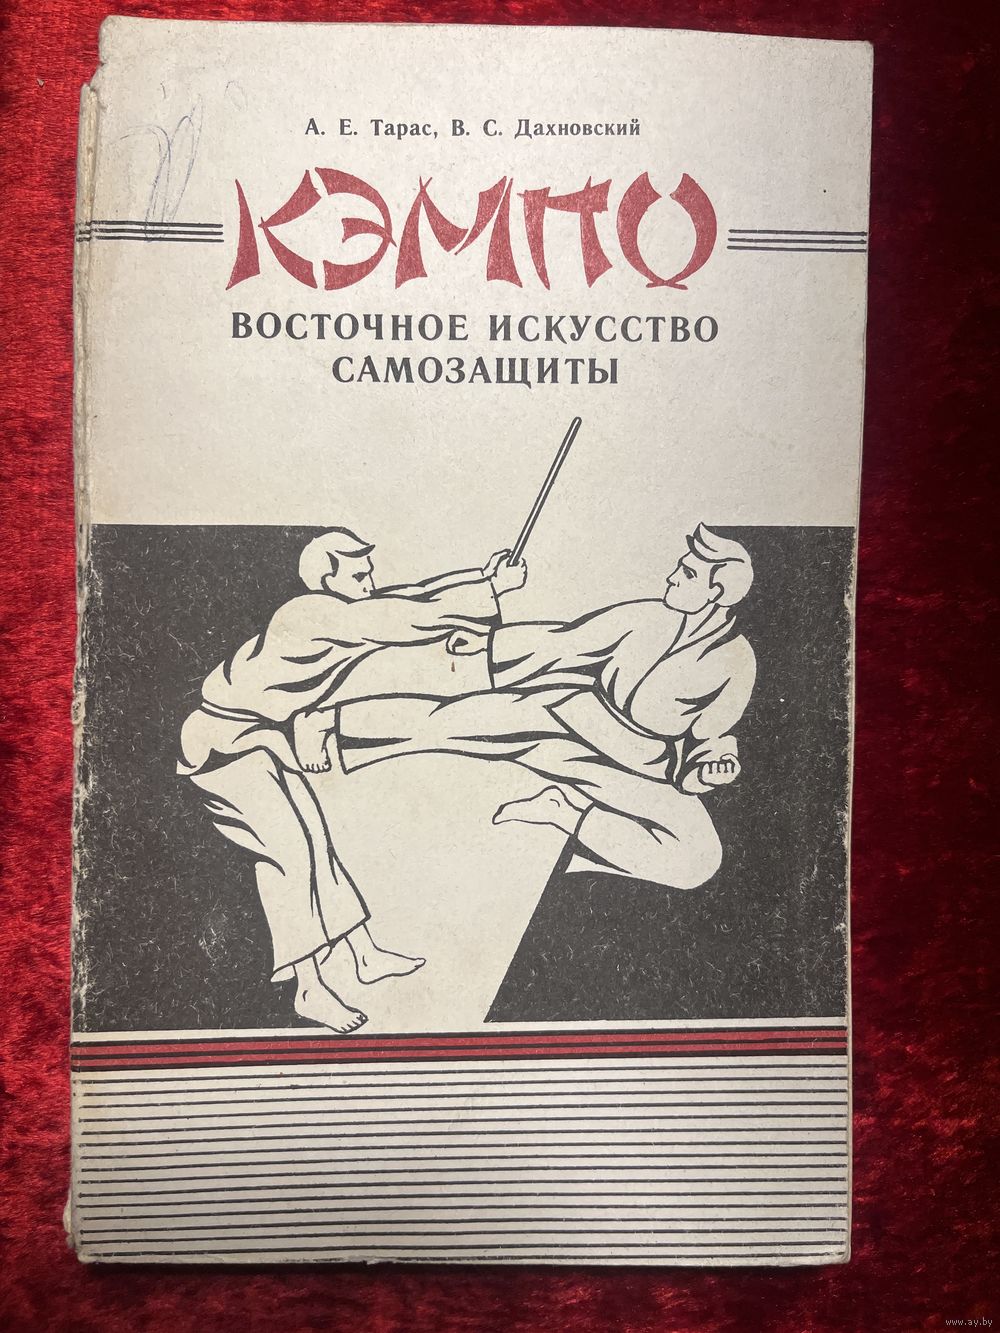 А. Е. Тарас, В. С. Дахновский
КЭМПО
ВОСТОЧНОЕ ИСКУССТВО
САМОЗАЩИТЫ
www.ay.by